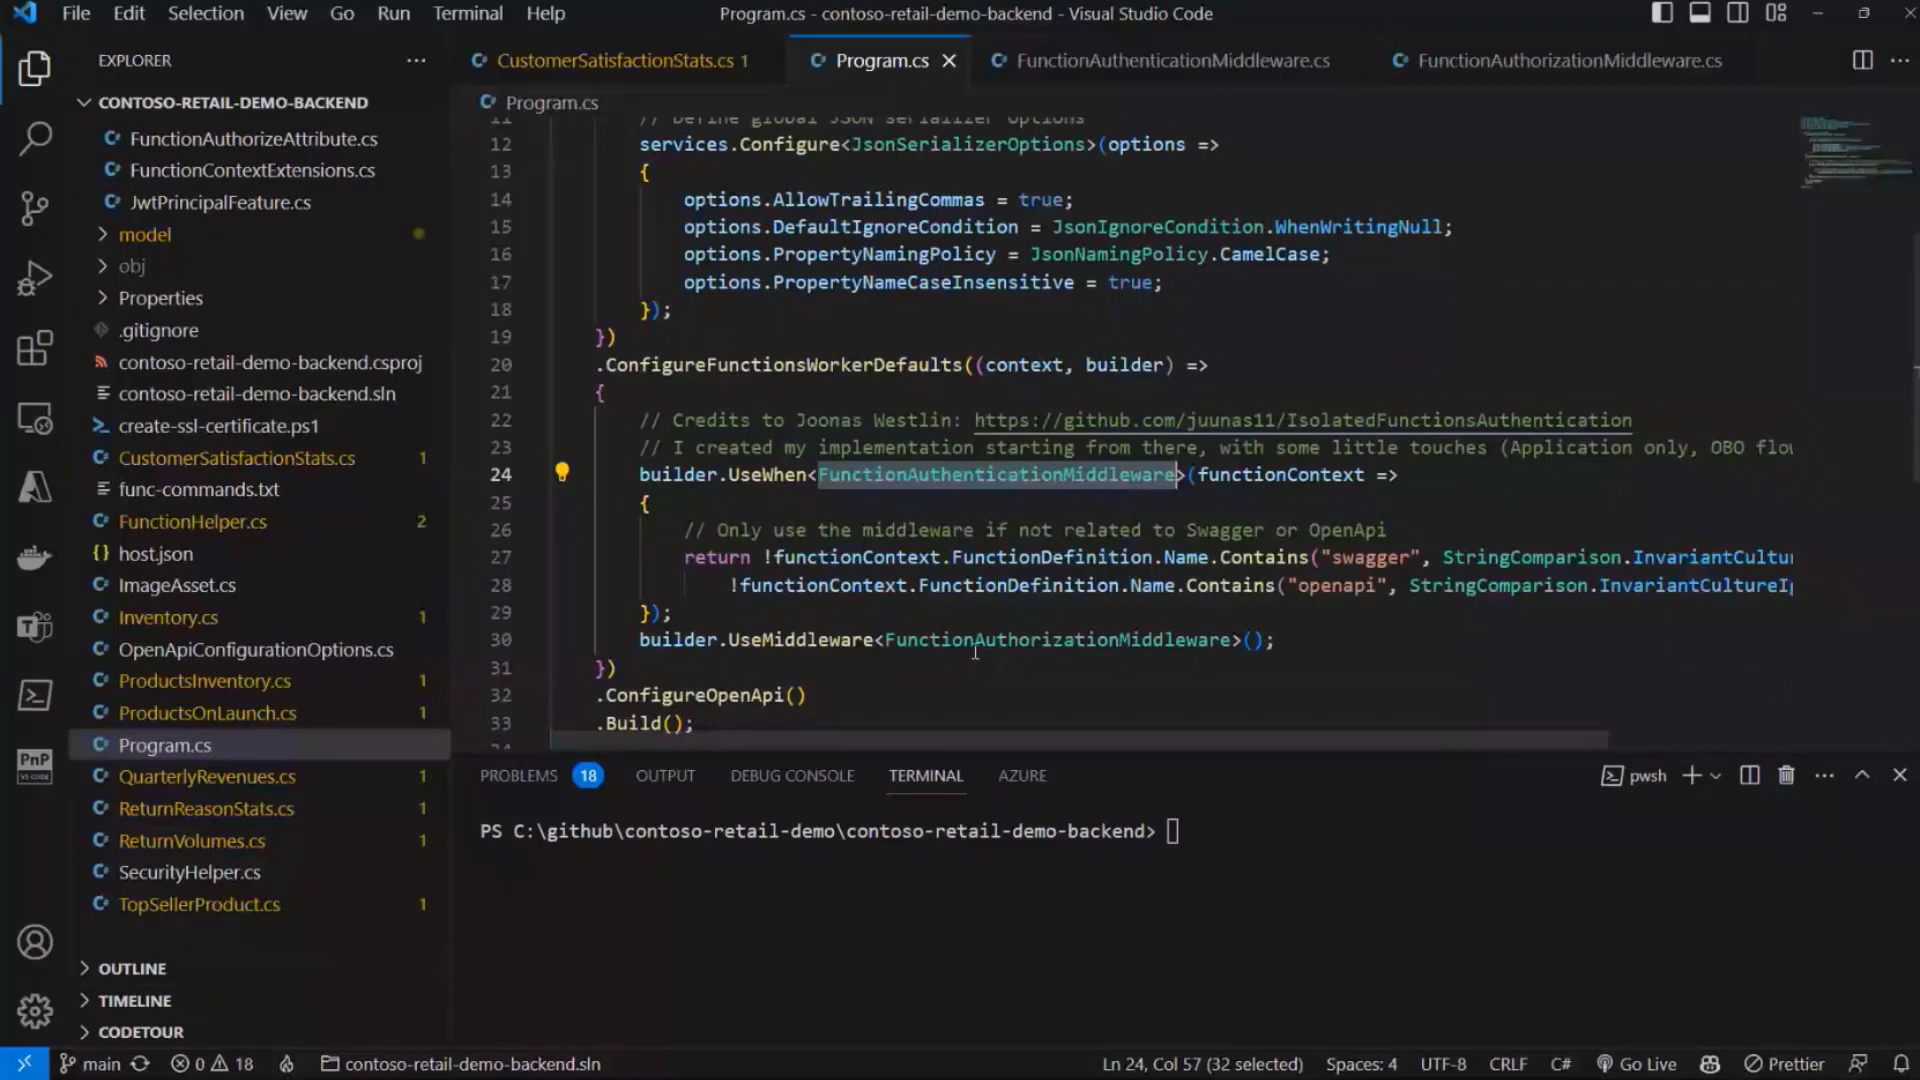 File Edit Selection View Go Run Terminal Help Program.cs - contoso-retail-demo-backend - Visual Studio Code
EXPLORER
CONTOSO-RETAIL-DEMO-BACKEND
FunctionAuthorizeAttribute.cs
FunctionContextExtensions.cs
JwtPrincipalFeature.cs
model
obj
Properties
.gitignore
contoso-retail-demo-backend.csproj
contoso-retail-demo-backend.sln
create-ssl-certificate.ps1
CustomerSatisfactionStats.cs 1
func-commands.txt
FunctionHelper.cs 2
host.json
ImageAsset.cs
Inventory.cs 1
OpenApiConfigurationOptions.cs
ProductsInventory.cs 1
ProductsOnLaunch.cs 1
Program.cs
QuarterlyRevenues.cs 1
ReturnReasonStats.cs 1
ReturnVolumes.cs 1
SecurityHelper.cs
TopSellerProduct.cs 1
OUTLINE
TIMELINE
CODETOUR
PnP
VS CODE
CustomerSatisfactionStats.cs 1 Program.cs FunctionAuthenticationMiddleware.cs FunctionAuthorizationMiddleware.cs
Program.cs
11 // Define global JSON serializer options
12 services.Configure<JsonSerializerOptions>(options =>
13 {
14 options.AllowTrailingCommas = true;
15 options.DefaultIgnoreCondition = JsonIgnoreCondition.WhenWritingNull;
16 options.PropertyNamingPolicy = JsonNamingPolicy.CamelCase;
17 options.PropertyNameCaseInsensitive = true;
18 });
19 })
20 .ConfigureFunctionsWorkerDefaults((context, builder) =>
21 {
22 // Credits to Joonas Westlin: https://github.com/juunas11/IsolatedFunctionsAuthentication
23 // I created my implementation starting from there, with some little touches (Application only, OBO flo
24 builder.UseWhen<FunctionAuthenticationMiddleware>(functionContext =>
25 {
26 // Only use the middleware if not related to Swagger or OpenApi
27 return !functionContext.FunctionDefinition.Name.Contains("swagger", StringComparison.InvariantCultu
28 !functionContext.FunctionDefinition.Name.Contains("openapi", StringComparison.InvariantCultureI
29 });
30 builder.UseMiddleware<FunctionAuthorizationMiddleware>();
31 })
32 .ConfigureOpenApi()
33 .Build();
PROBLEMS 18 OUTPUT DEBUG CONSOLE TERMINAL AZURE pwsh
PS C:\github\contoso-retail-demo\contoso-retail-demo-backend>
main 0 18 contoso-retail-demo-backend.sln Ln 24, Col 57 (32 selected) Spaces: 4 UTF-8 CRLF C# Go Live Prettier